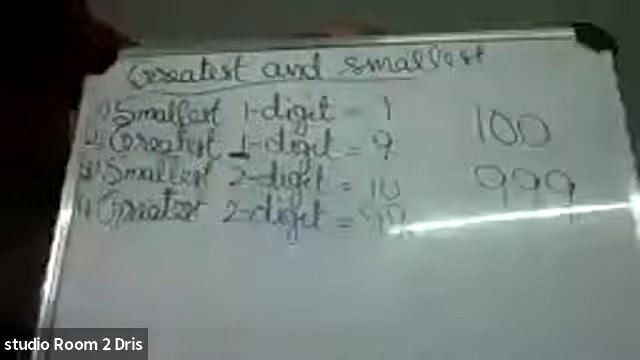 Greatest and smallest
1) Smallest 1-digit = 1
2) Greatest 1-digit = 9
3) Smallest 2-digit = 10
4) Greatest 2-digit = 99
100
999
studio Room 2 Dris